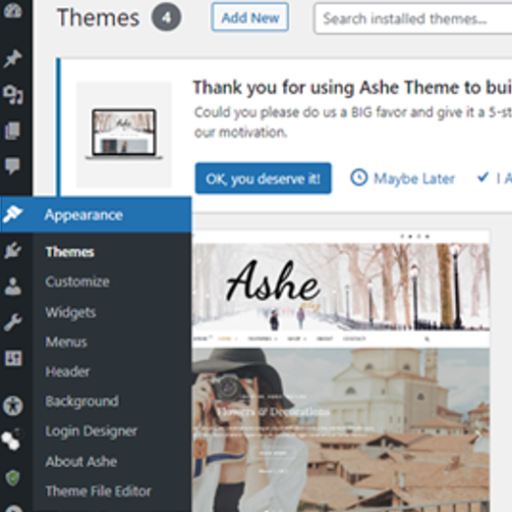 Themes 4 Add New Search installed themes...
Thank you for using Ashe Theme to bui
Could you please do us a BIG favor and give it a 5-st
our motivation.
OK, you deserve it! Maybe Later I A
Appearance
Themes
Customize
Widgets
Menus
Header
Background
Login Designer
About Ashe
Theme File Editor
Ashe
Flowers & Decorations